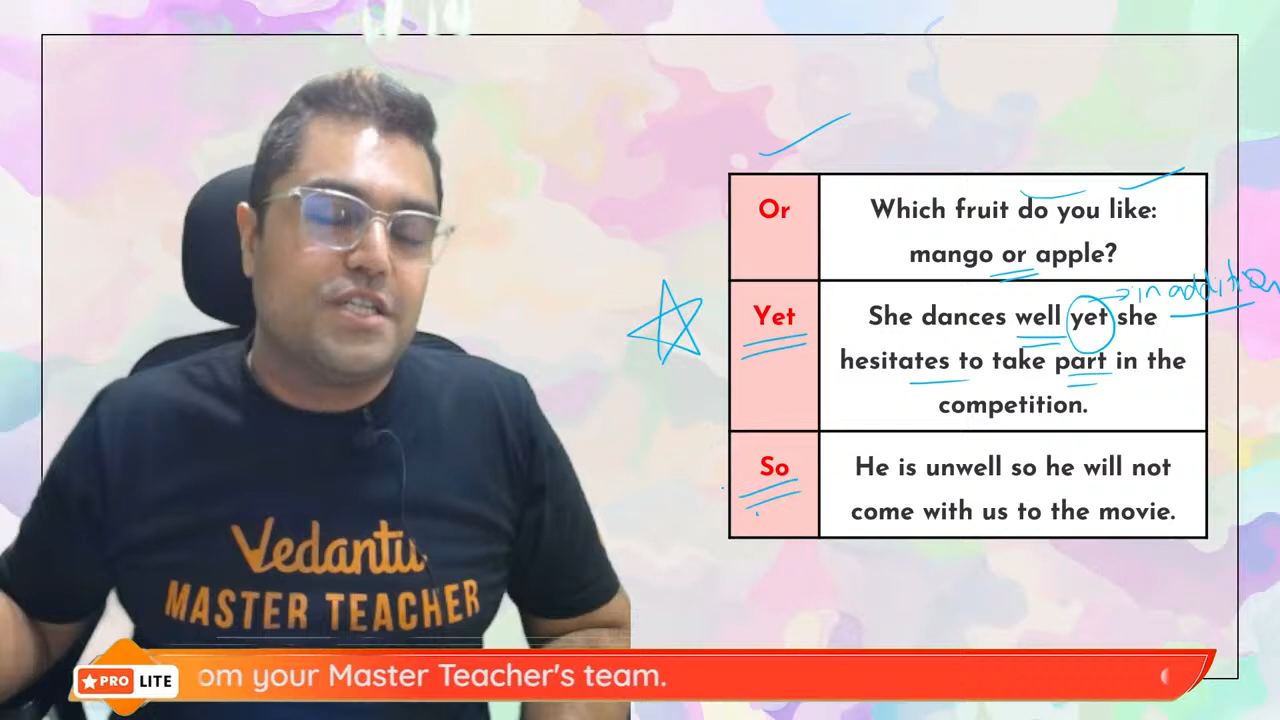 Or
Which fruit do you like:
mango or apple?
in addition
Yet
She dances well yet she
hesitates to take part in the
competition.
So
He is unwell so he will not
come with us to the movie.
Vedantu
MASTER TEACHER
PRO LITE
om your Master Teacher's team.